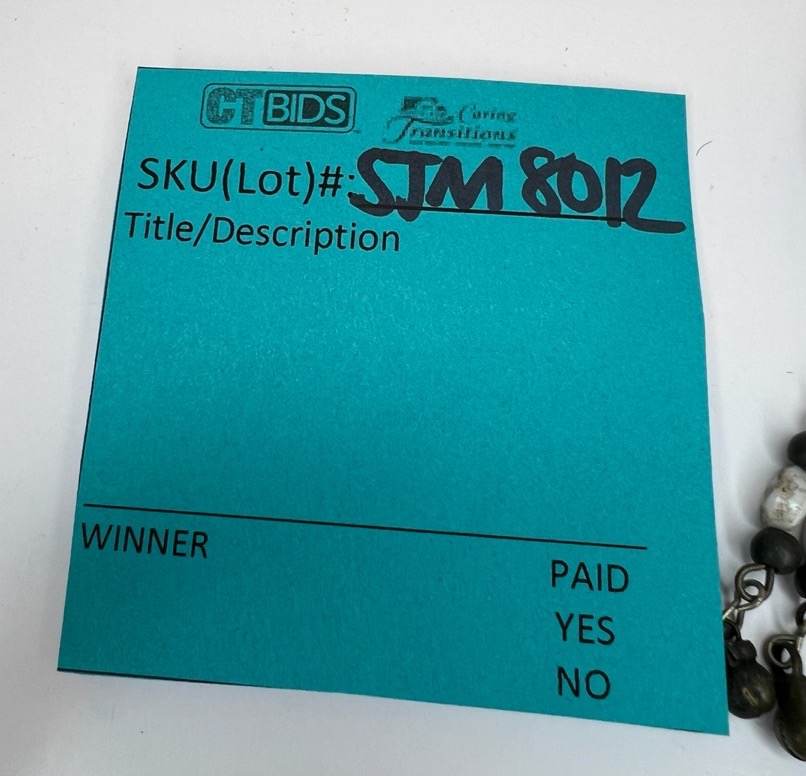 CTBIDS
Caring
Transitions
SKU(Lot)#: SJM 8012
Title/Description
WINNER
PAID
YES
NO